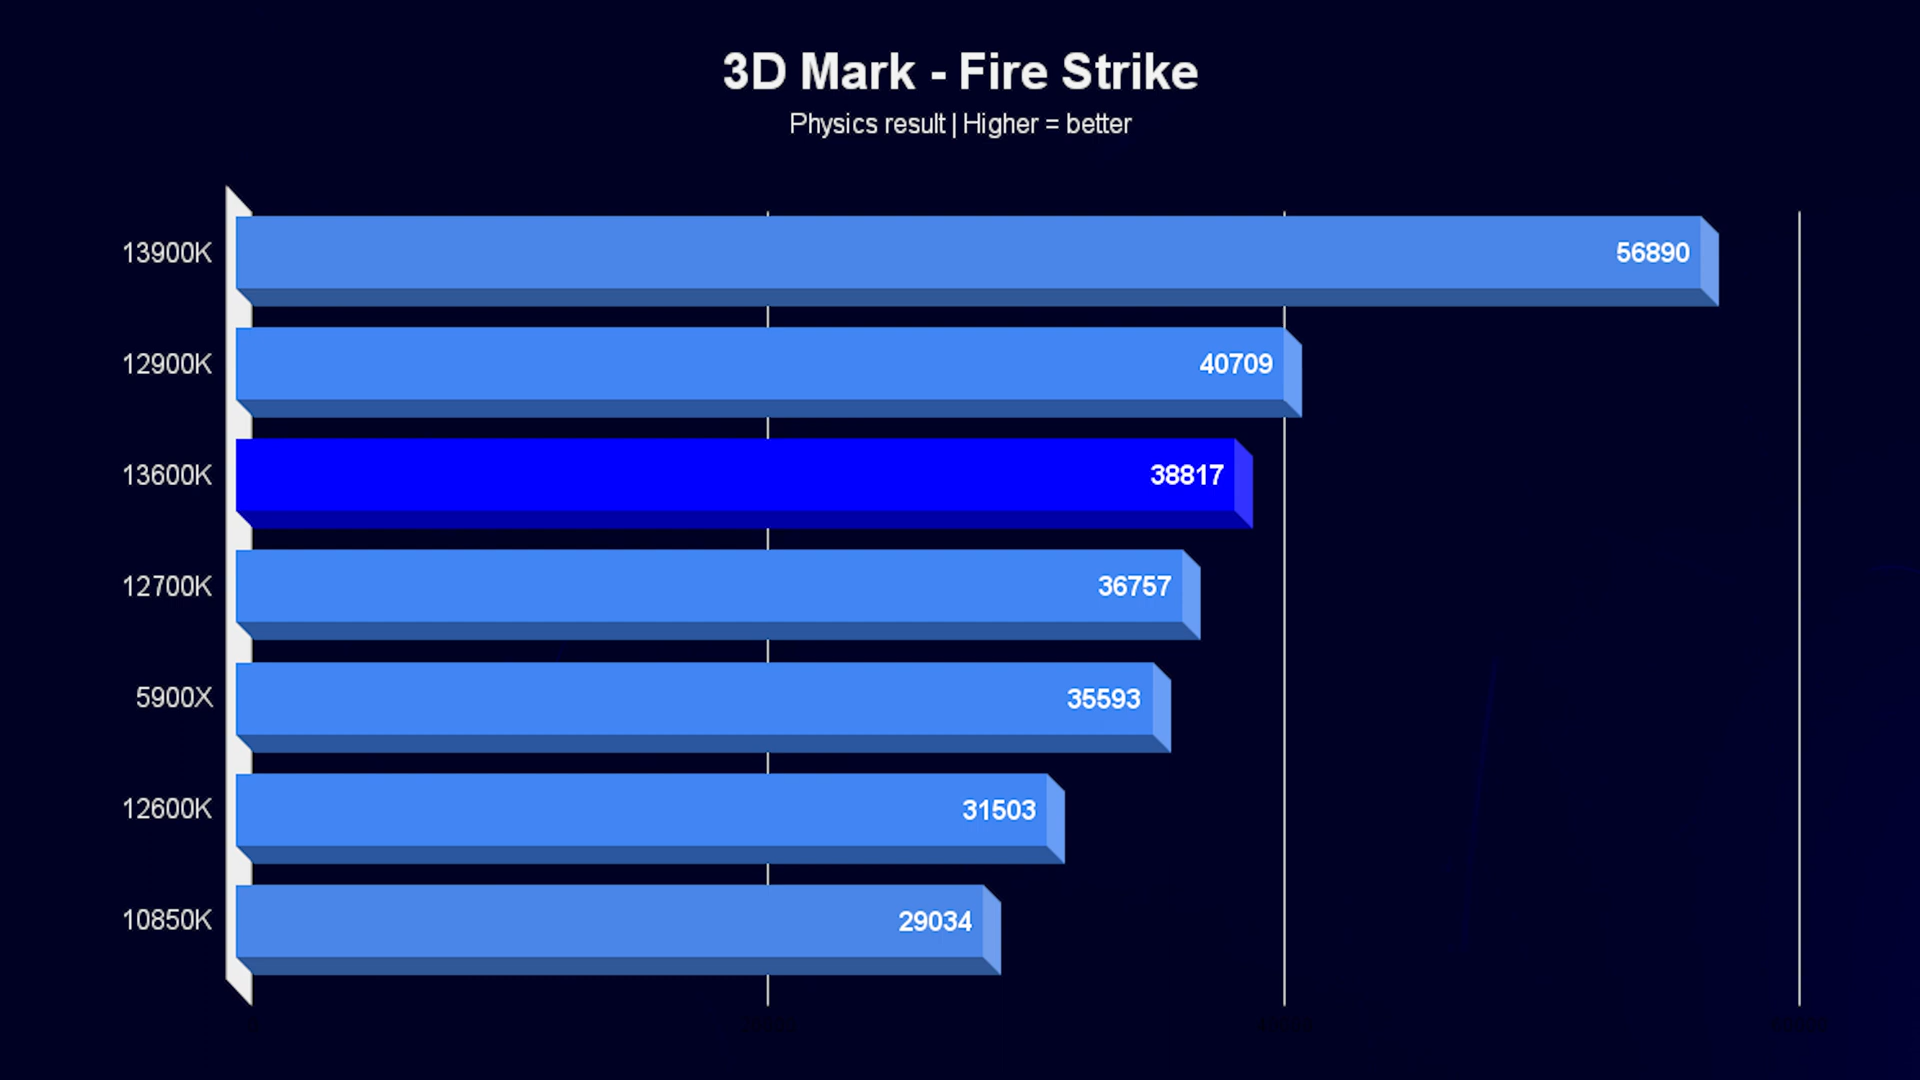 3D Mark - Fire Strike
Physics result | Higher = better
13900K 56890
12900K 40709
13600K 38817
12700K 36757
5900X 35593
12600K 31503
10850K 29034